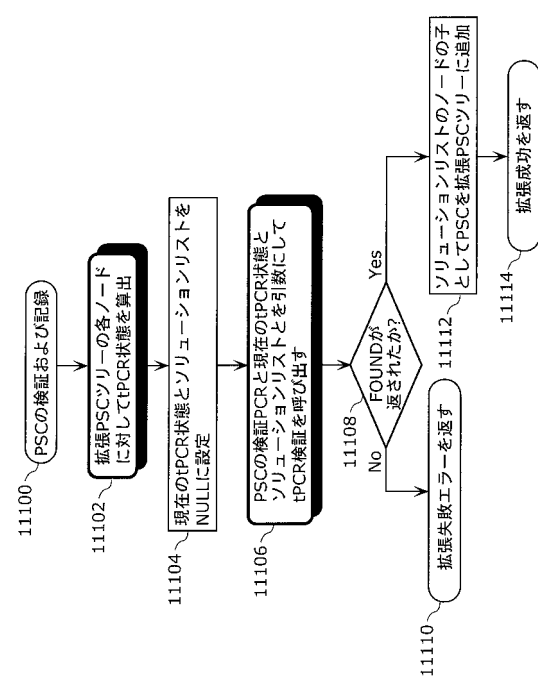 11100
PSCの検証および記録
11102
拡張PSCツリーの各ノード
に対してtPCR状態を算出
11104
現在のtPCR状態とソリューションリストを
NULLに設定
11106
PSCの検証PCRと現在のtPCR状態と
ソリューションリストとを引数にして
tPCR検証を呼び出す
11108
FOUNDが
返されたか?
No
Yes
11110
拡張失敗エラーを返す
11112
ソリューションリストのノードの子
としてPSCを拡張PSCツリーに追加
11114
拡張成功を返す